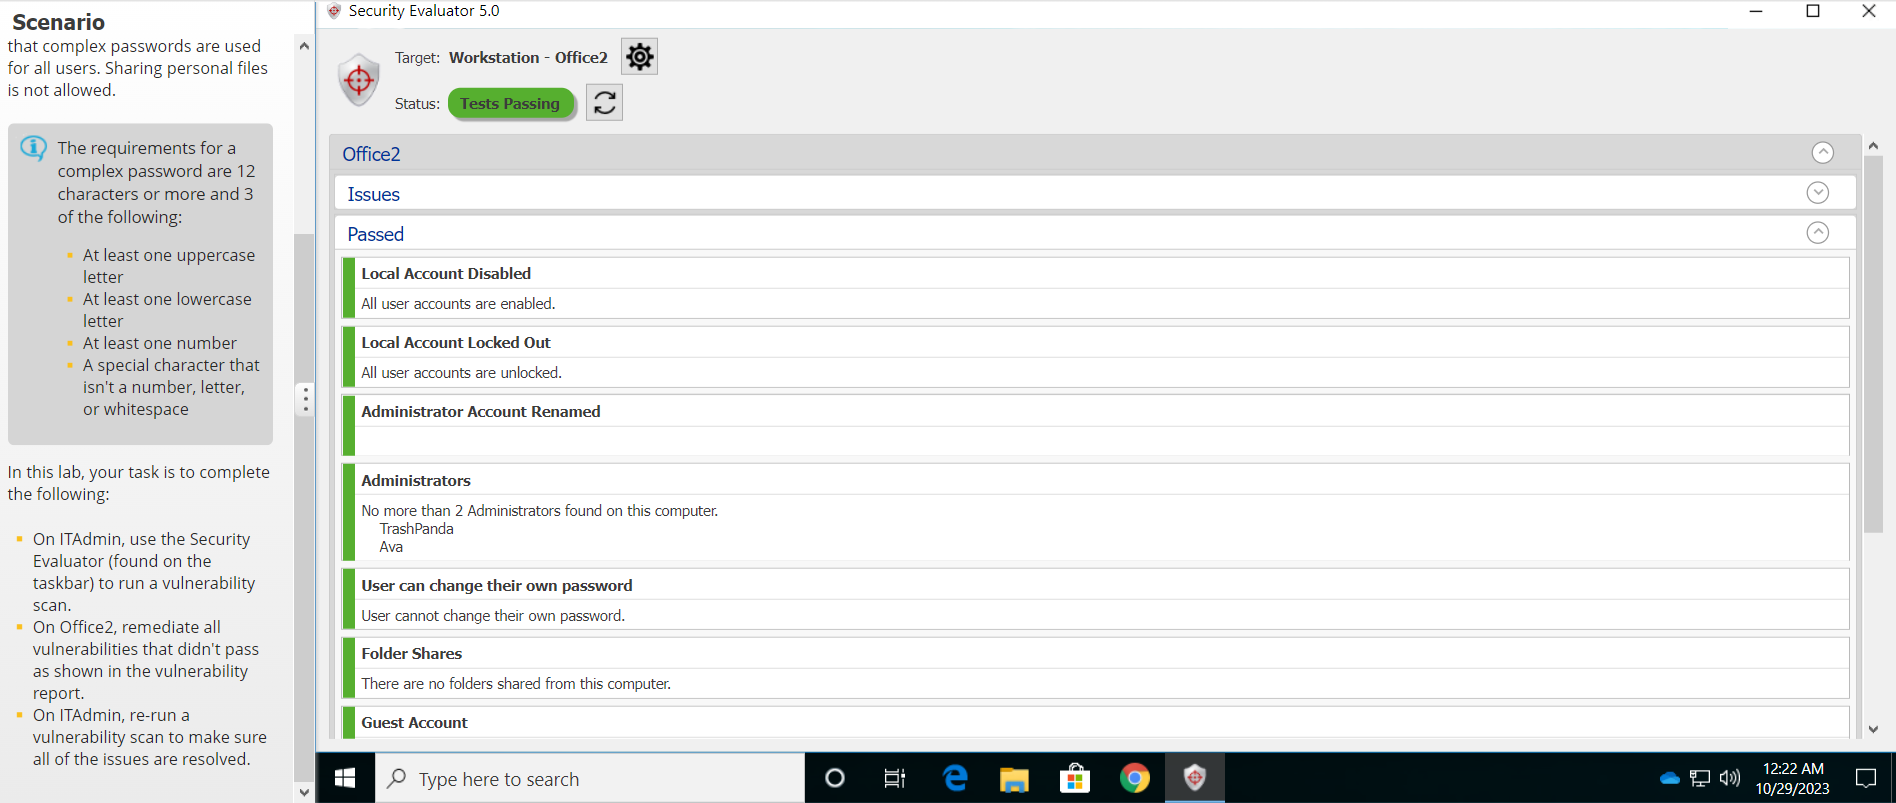 Scenario
that complex passwords are used
for all users. Sharing personal files
is not allowed.
The requirements for a
complex password are 12
characters or more and 3
of the following:
At least one uppercase
letter
At least one lowercase
letter
At least one number
A special character that
isn't a number, letter,
or whitespace
In this lab, your task is to complete
the following:
On ITAdmin, use the Security
Evaluator (found on the
taskbar) to run a vulnerability
scan.
On Office2, remediate all
vulnerabilities that didn't pass
as shown in the vulnerability
report.
On ITAdmin, re-run a
vulnerability scan to make sure
all of the issues are resolved.
Security Evaluator 5.0
Target: Workstation - Office2
Status: Tests Passing
Office2
Issues
Passed
Local Account Disabled
All user accounts are enabled.
Local Account Locked Out
All user accounts are unlocked.
Administrator Account Renamed
Administrators
No more than 2 Administrators found on this computer.
TrashPanda
Ava
User can change their own password
User cannot change their own password.
Folder Shares
There are no folders shared from this computer.
Guest Account
Type here to search
12:22 AM
10/29/2023